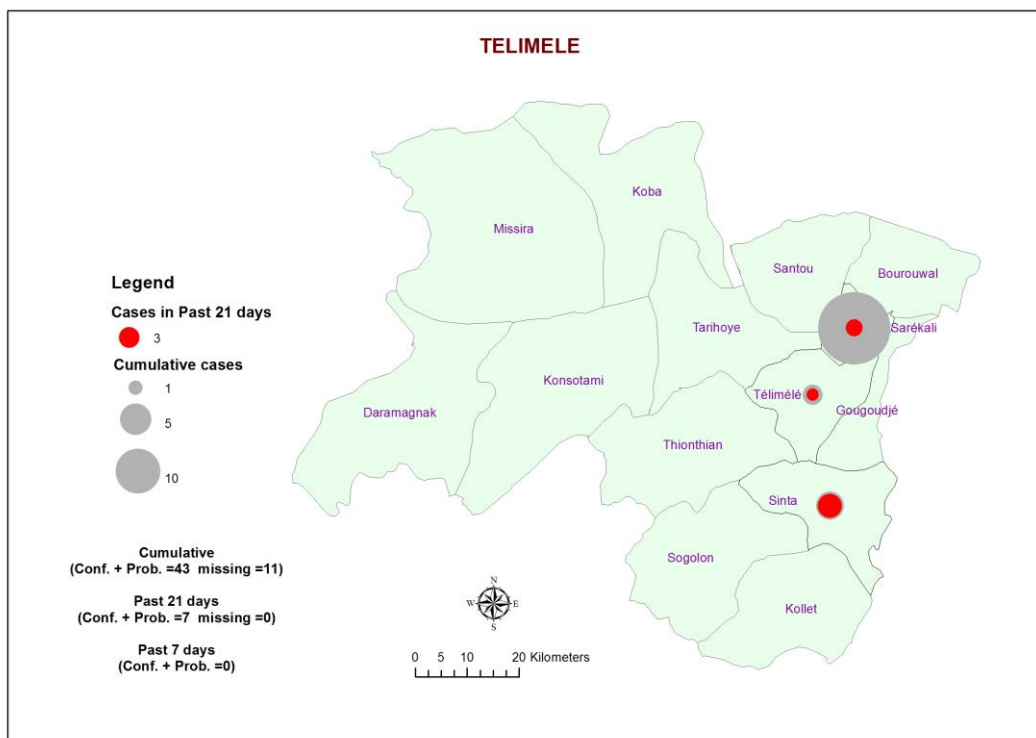 TELIMELE
Koba
Missira
Santou
Bourouwal
Legend
Cases in Past 21 days
3
Cumulative cases
1
5
10
Tarihoye
Sarékali
Konsotami
Télimélé
Gougoudjé
Daramagnak
Thionthian
Sinta
Sogolon
Kollet
Cumulative
(Conf. + Prob. =43 missing =11)
Past 21 days
(Conf. + Prob. =7 missing =0)
Past 7 days
(Conf. + Prob. =0)
N
W E
S
0 5 10 20 Kilometers